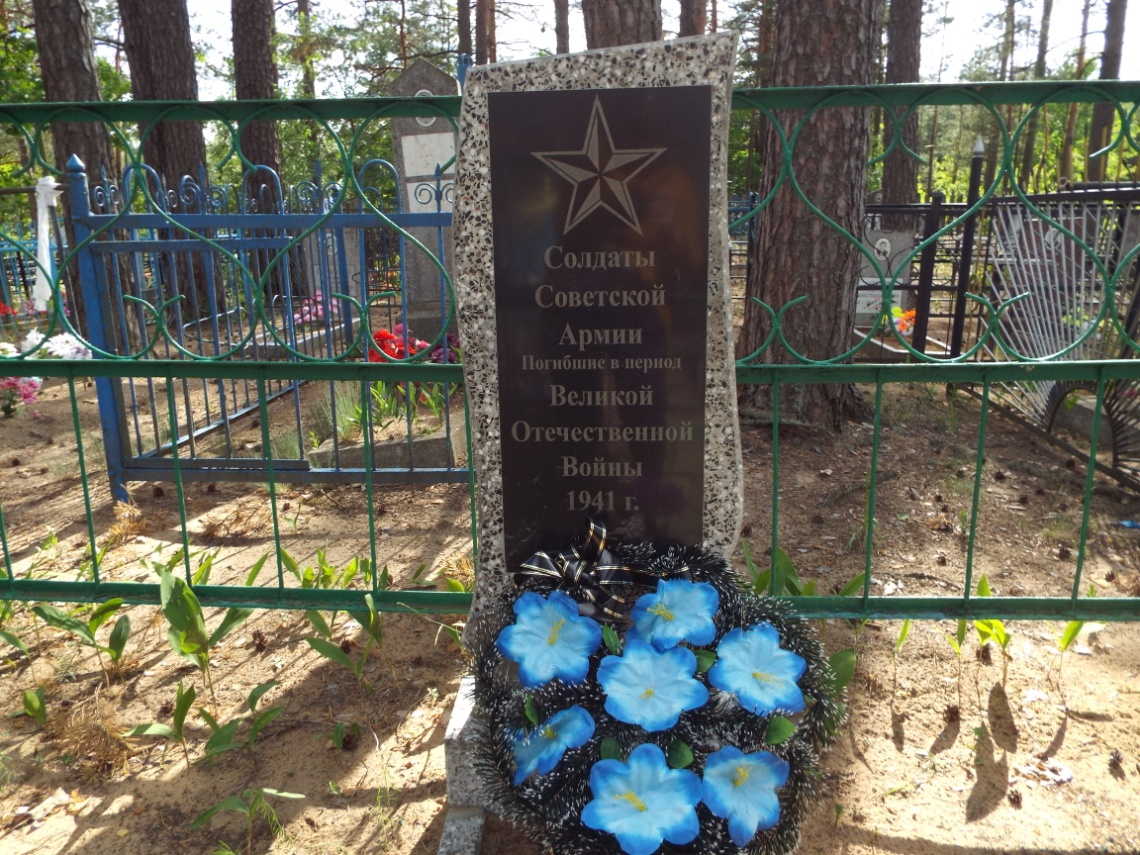 Солдаты
Советской
Армии
Погибшие в период
Великой
Отечественной
Войны
1941 г.